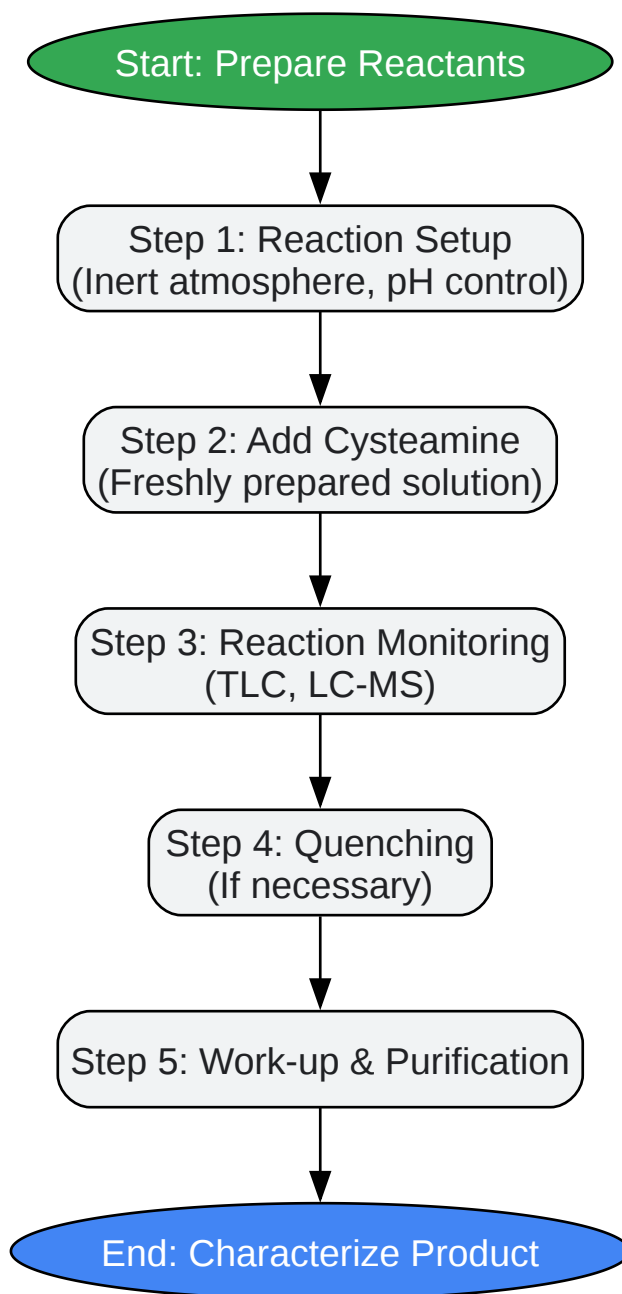 Start: Prepare Reactants
Step 1: Reaction Setup
(Inert atmosphere, pH control)
Step 2: Add Cysteamine
(Freshly prepared solution)
Step 3: Reaction Monitoring
(TLC, LC-MS)
Step 4: Quenching
(If necessary)
Step 5: Work-up & Purification
End: Characterize Product